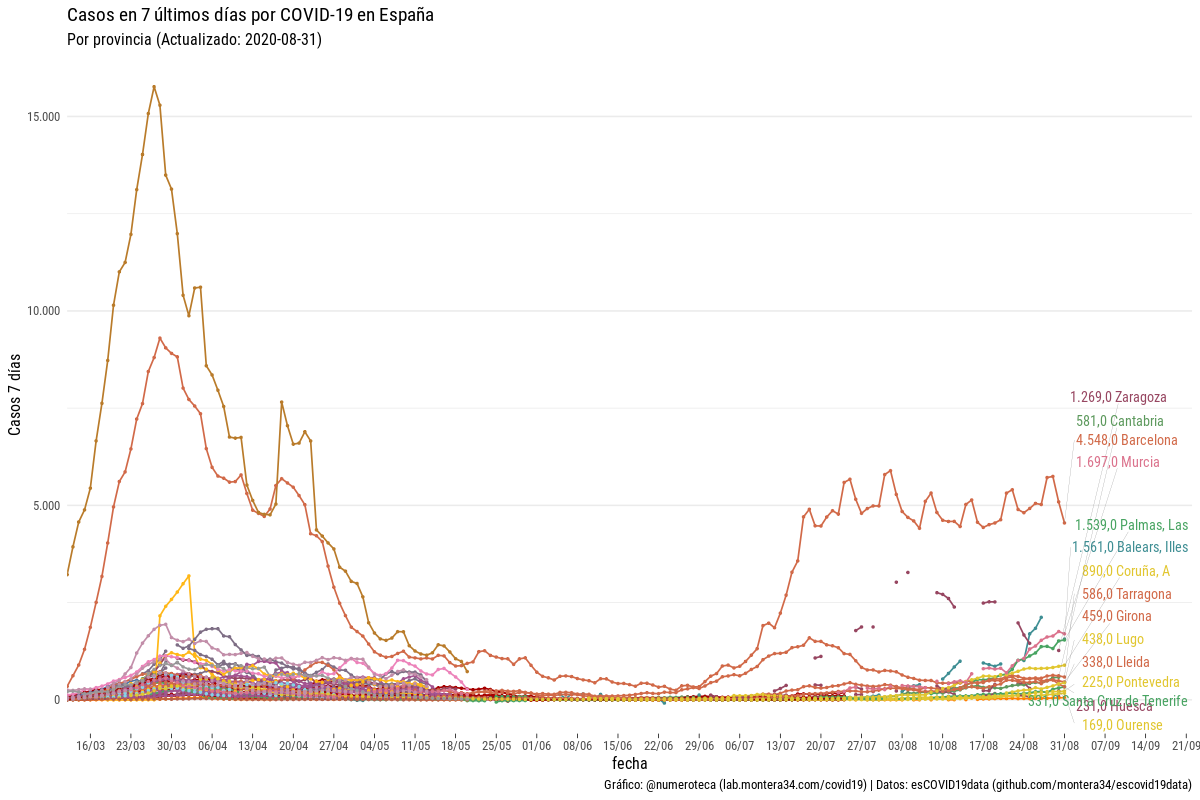 Casos en 7 últimos días por COVID-19 en España
Por provincia (Actualizado: 2020-08-31)
Casos 7 días
15.000
10.000
5.000
0
1.269,0 Zaragoza
581,0 Cantabria
4.548,0 Barcelona
1.697,0 Murcia
1.539,0 Palmas, Las
1.561,0 Balears, Illes
890,0 Coruña, A
586,0 Tarragona
459,0 Girona
438,0 Lugo
338,0 Lleida
225,0 Pontevedra
331,0 Santa Cruz de Tenerife
231,0 Huesca
169,0 Ourense
16/03 23/03 30/03 06/04 13/04 20/04 27/04 04/05 11/05 18/05 25/05 01/06 08/06 15/06 22/06 29/06 06/07 13/07 20/07 27/07 03/08 10/08 17/08 24/08 31/08 07/09 14/09 21/09
fecha
Gráfico: @numeroteca (lab.montera34.com/covid19) | Datos: esCOVID19data (github.com/montera34/escovid19data)